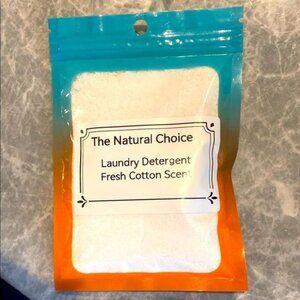 The Natural Choice
Laundry Detergent
Fresh Cotton Scent